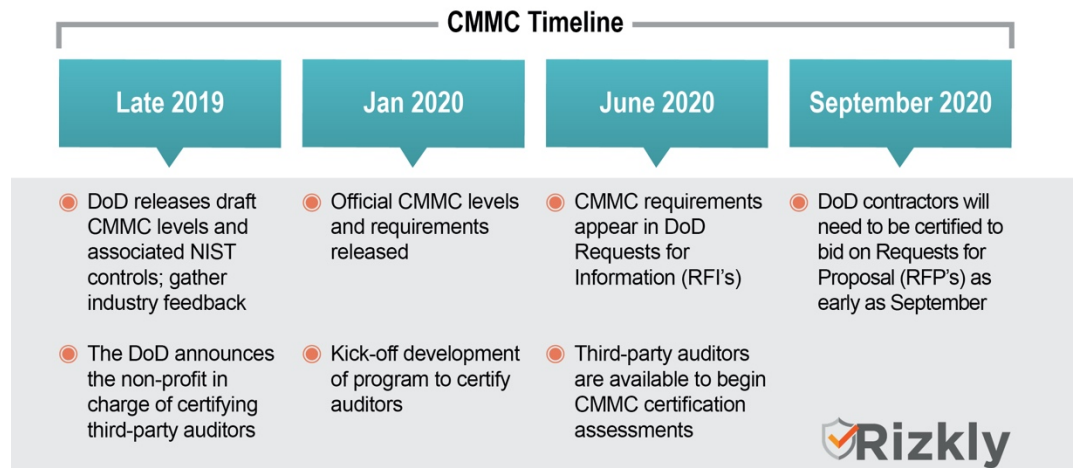 CMMC Timeline
Late 2019
Jan 2020
June 2020
September 2020
DoD releases draft
CMMC levels and
associated NIST
controls; gather
industry feedback
The DoD announces
the non-profit in
charge of certifying
third-party auditors
Official CMMC levels
and requirements
released
Kick-off development
of program to certify
auditors
CMMC requirements
appear in DoD
Requests for
Information (RFI's)
Third-party auditors
are available to begin
CMMC certification
assessments
DoD contractors will
need to be certified to
bid on Requests for
Proposal (RFP's) as
early as September
Rizkly